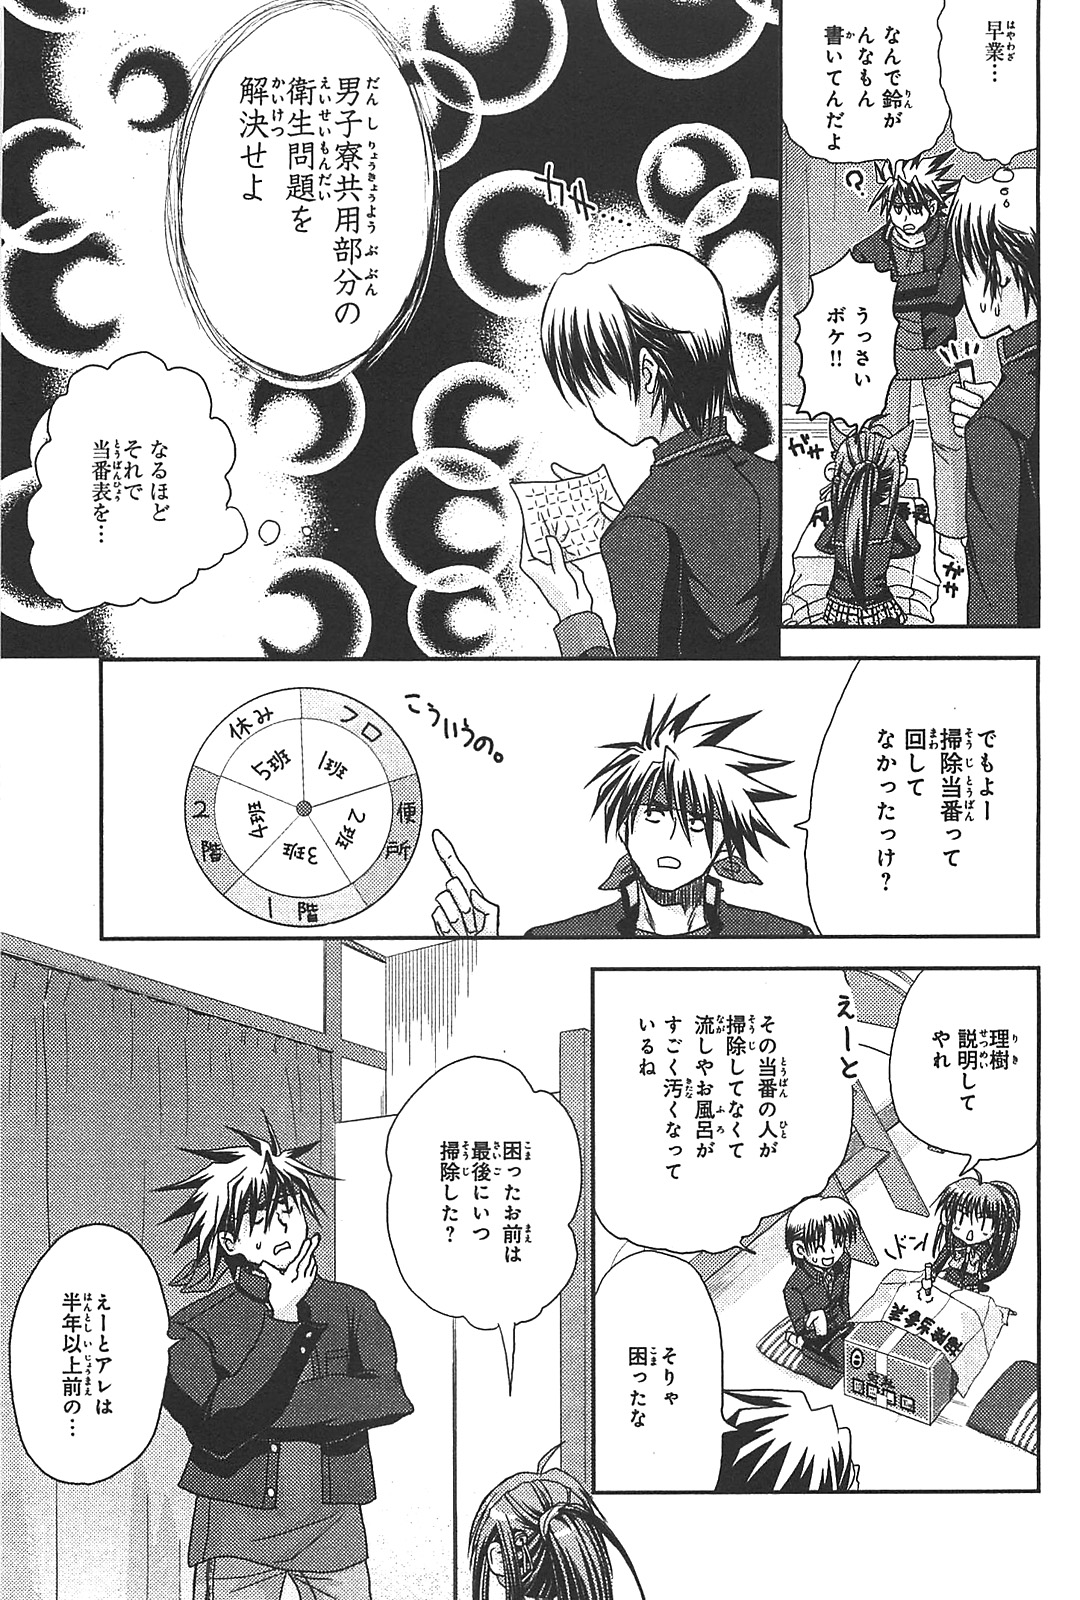 早業…
なんで鈴が
んなもん
書いてんだよ
うっさい
ボケ!!
ガサ
ガサ
男子寮共用部分の
衛生問題を
解決せよ
なるほど
それで
当番表を…
でもよー
掃除当番って
回して
なかったっけ?
こういうの。
休み
フロ
便所
1階
2階
1班
2班
3班
4班
5班
理樹
説明して
やれ
えーと
その当番の人が
掃除してなくて
流しやお風呂が
すごく汚くなって
いるね
掃除当番表
そりゃ
困ったな
困ったお前は
最後にいつ
掃除した?
えーとアレは
半年以上前の…